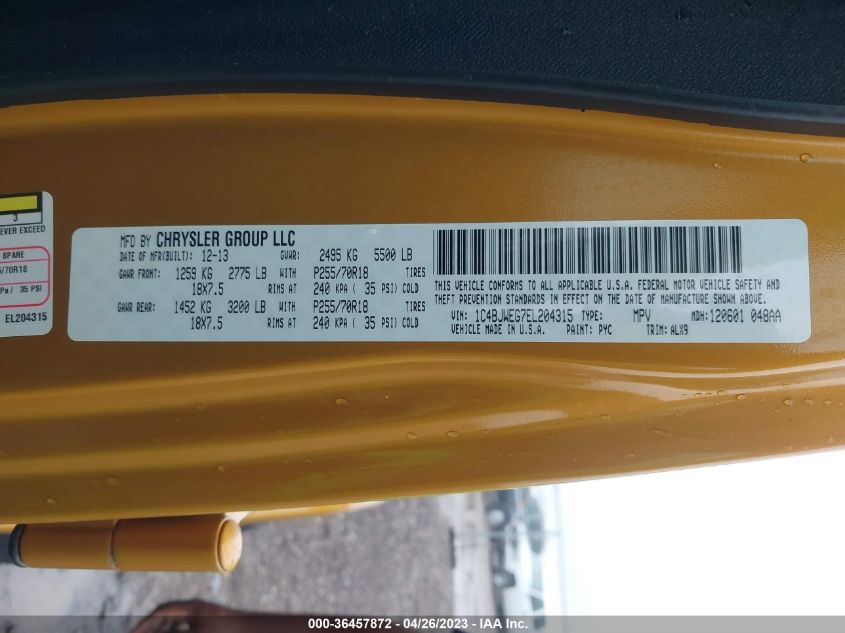 3
EVER EXCEED
SPARE
5/70R18
Pa / 35 PSI
EL204315
MFD BY CHRYSLER GROUP LLC
DATE OF MFR(BUILT): 12-13 GVWR: 2495 KG 5500 LB
GAWR FRONT: 1259 KG 2775 LB WITH P255/70R18 TIRES
18X7.5 RIMS AT 240 KPA ( 35 PSI) COLD
GAWR REAR: 1452 KG 3200 LB WITH P255/70R18 TIRES
18X7.5 RIMS AT 240 KPA ( 35 PSI) COLD
THIS VEHICLE CONFORMS TO ALL APPLICABLE U.S.A. FEDERAL MOTOR VEHICLE SAFETY AND
THEFT PREVENTION STANDARDS IN EFFECT ON THE DATE OF MANUFACTURE SHOWN ABOVE.
VIN: 1C4BJWEG7EL204315 TYPE: MPV MDH: 120601 048AA
VEHICLE MADE IN U.S.A. PAINT: PYC TRIM: ALX9
000-36457872 - 04/26/2023 - IAA Inc.